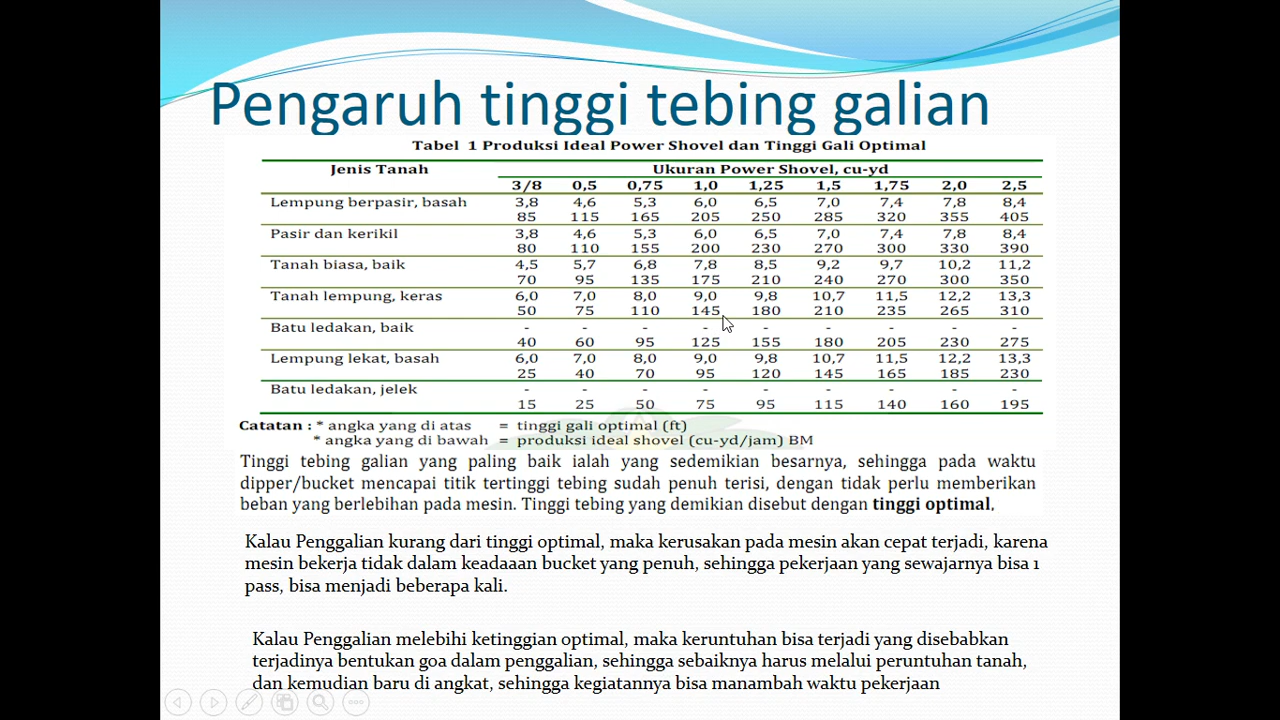 Pengaruh tinggi tebing galian
Tabel 1 Produksi Ideal Power Shovel dan Tinggi Gali Optimal
Jenis Tanah Ukuran Power Shovel, cu-yd
3/8 0,5 0,75 1,0 1,25 1,5 1,75 2,0 2,5
Lempung berpasir, basah 3,8 4,6 5,3 6,0 6,5 7,0 7,4 7,8 8,4
85 115 165 205 250 285 320 355 405
Pasir dan kerikil 3,8 4,6 5,3 6,0 6,5 7,0 7,4 7,8 8,4
80 110 155 200 230 270 300 330 390
Tanah biasa, baik 4,5 5,7 6,8 7,8 8,5 9,2 9,7 10,2 11,2
70 95 135 175 210 240 270 300 350
Tanah lempung, keras 6,0 7,0 8,0 9,0 9,8 10,7 11,5 12,2 13,3
50 75 110 145 180 210 235 265 310
Batu ledakan, baik - - - - - - - - -
40 60 95 125 155 180 205 230 275
Lempung lekat, basah 6,0 7,0 8,0 9,0 9,8 10,7 11,5 12,2 13,3
25 40 70 95 120 145 165 185 230
Batu ledakan, jelek - - - - - - - - -
15 25 50 75 95 115 140 160 195
Catatan : * angka yang di atas = tinggi gali optimal (ft)
* angka yang di bawah = produksi ideal shovel (cu-yd/jam) BM
Tinggi tebing galian yang paling baik ialah yang sedemikian besarnya, sehingga pada waktu
dipper/bucket mencapai titik tertinggi tebing sudah penuh terisi, dengan tidak perlu memberikan
beban yang berlebihan pada mesin. Tinggi tebing yang demikian disebut dengan tinggi optimal.
Kalau Penggalian kurang dari tinggi optimal, maka kerusakan pada mesin akan cepat terjadi, karena
mesin bekerja tidak dalam keadaaan bucket yang penuh, sehingga pekerjaan yang sewajarnya bisa 1
pass, bisa menjadi beberapa kali.
Kalau Penggalian melebihi ketinggian optimal, maka keruntuhan bisa terjadi yang disebabkan
terjadinya bentukan goa dalam penggalian, sehingga sebaiknya harus melalui peruntuhan tanah,
dan kemudian baru di angkat, sehingga kegiatannya bisa manambah waktu pekerjaan